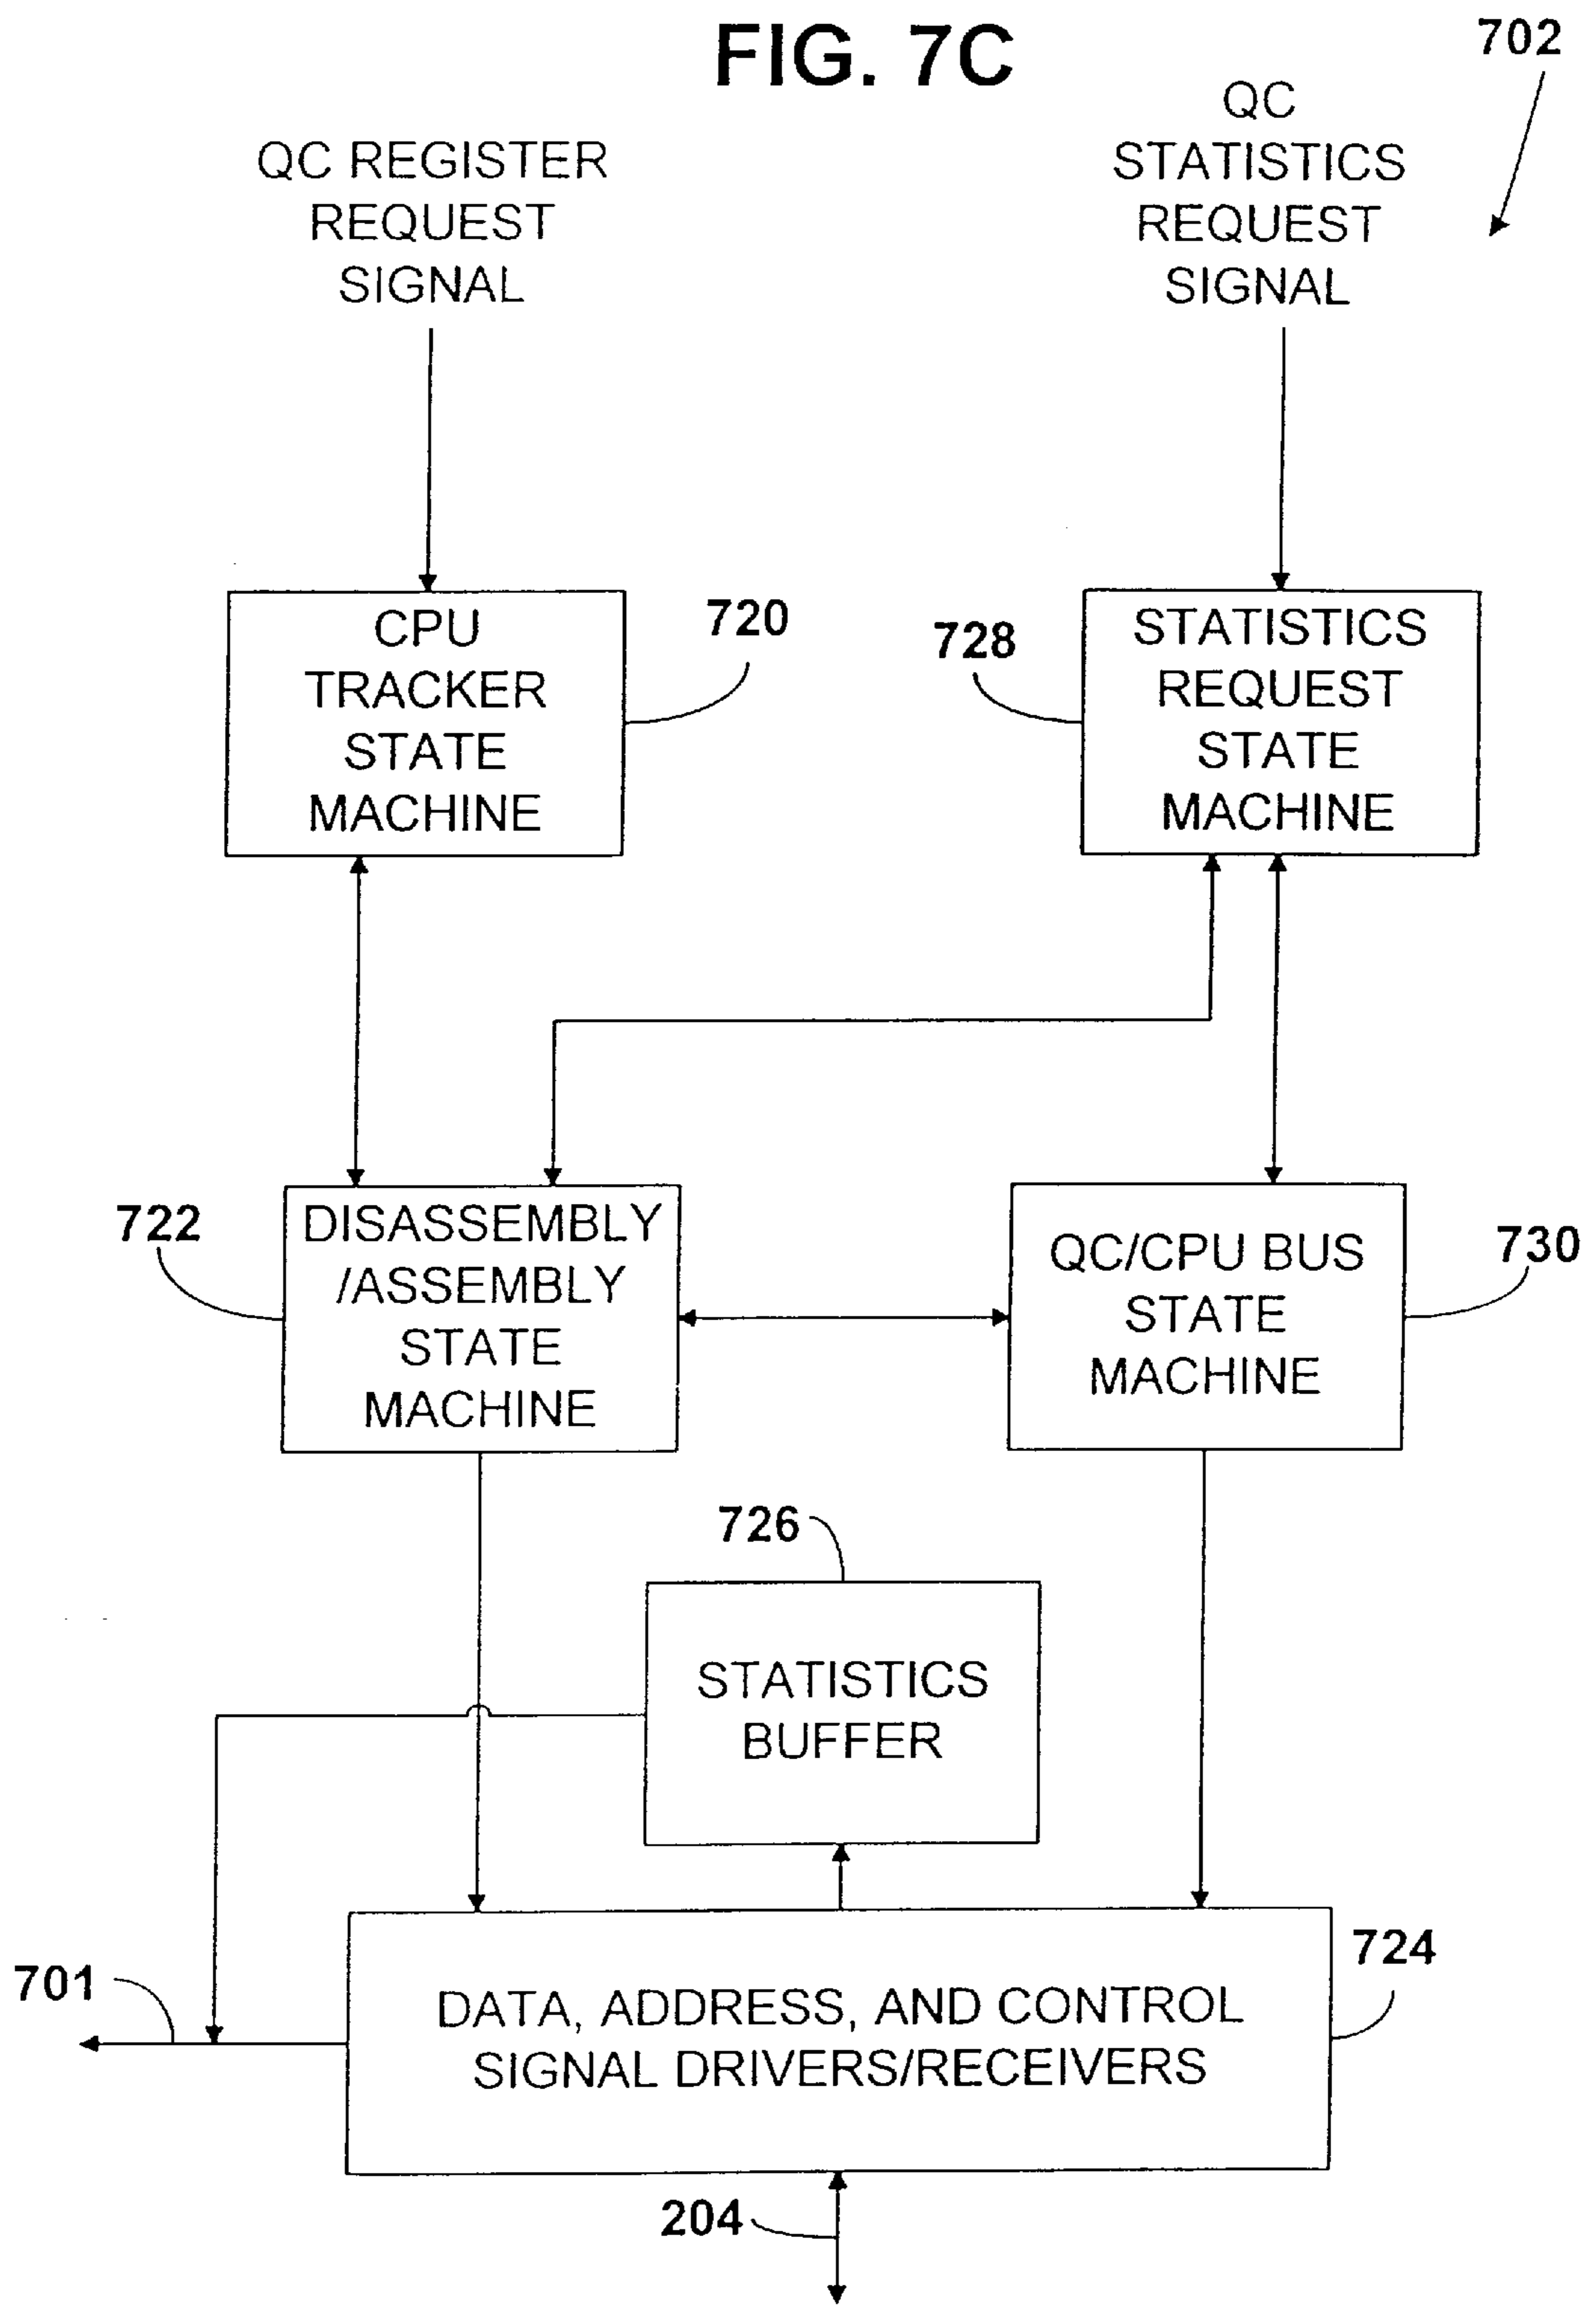 FIG. 7C
702
QC REGISTER
REQUEST
SIGNAL
QC
STATISTICS
REQUEST
SIGNAL
CPU
TRACKER
STATE
MACHINE
720
728
STATISTICS
REQUEST
STATE
MACHINE
722
DISASSEMBLY
/ASSEMBLY
STATE
MACHINE
QC/CPU BUS
STATE
MACHINE
730
726
STATISTICS
BUFFER
701
DATA, ADDRESS, AND CONTROL
SIGNAL DRIVERS/RECEIVERS
724
204